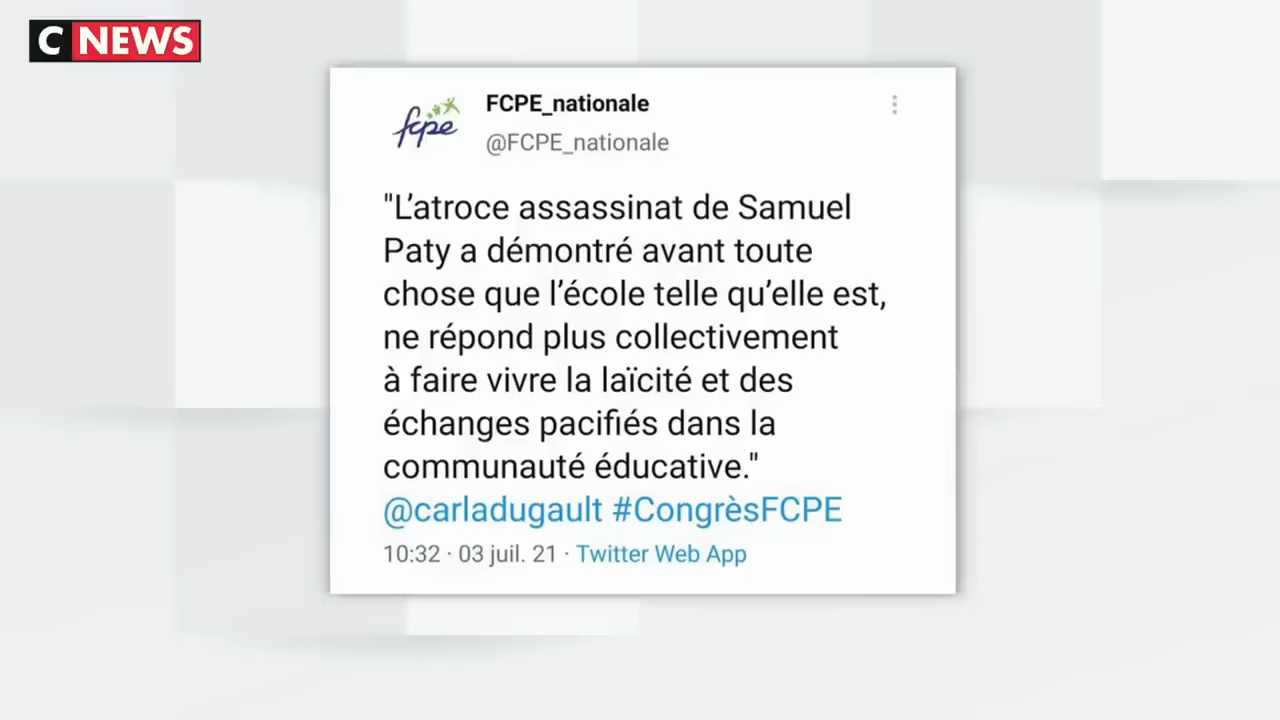 C NEWS
fcpe
FCPE_nationale
@FCPE_nationale
"L’atroce assassinat de Samuel
Paty a démontré avant toute
chose que l’école telle qu’elle est,
ne répond plus collectivement
à faire vivre la laïcité et des
échanges pacifiés dans la
communauté éducative."
@carladugault #CongrèsFCPE
10:32 · 03 juil. 21 · Twitter Web App